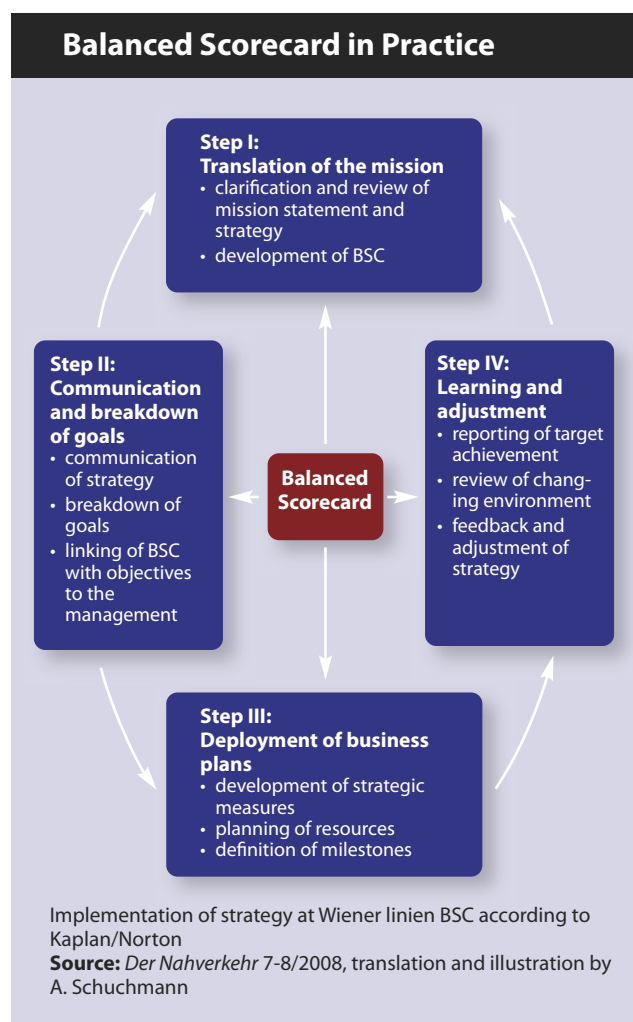 Balanced Scorecard in Practice
Step I:
Translation of the mission
• clarification and review of
mission statement and
strategy
• development of BSC
Step II:
Communication
and breakdown
of goals
• communication
of strategy
• breakdown of
goals
• linking of BSC
with objectives
to the
management
Balanced
Scorecard
Step IV:
Learning and
adjustment
• reporting of target
achievement
• review of chang-
ing environment
• feedback and
adjustment of
strategy
Step III:
Deployment of business
plans
• development of strategic
measures
• planning of resources
• definition of milestones
Implementation of strategy at Wiener linien BSC according to
Kaplan/Norton
Source: Der Nahverkehr 7-8/2008, translation and illustration by
A. Schuchmann